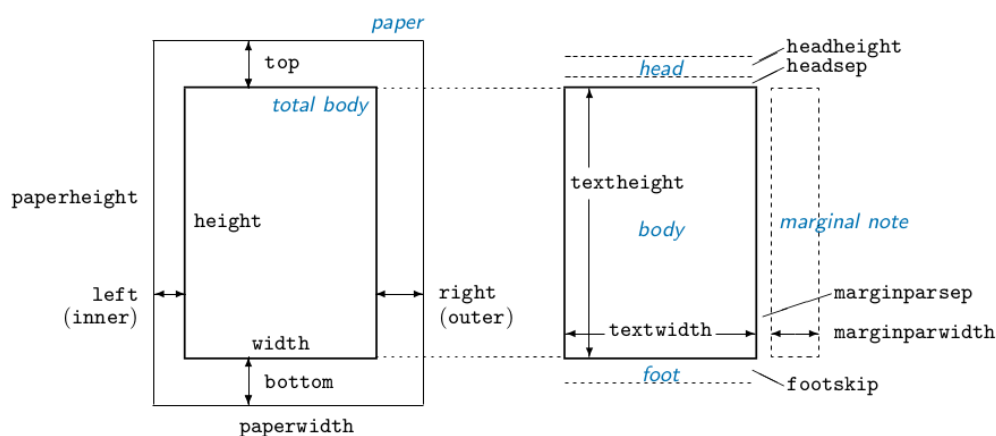 paper
top
total body
paperheight
height
left
(inner)
right
(outer)
width
bottom
paperwidth
headheight
head
headsep
textheight
body
marginal note
marginparsep
textwidth
marginparwidth
foot
footskip